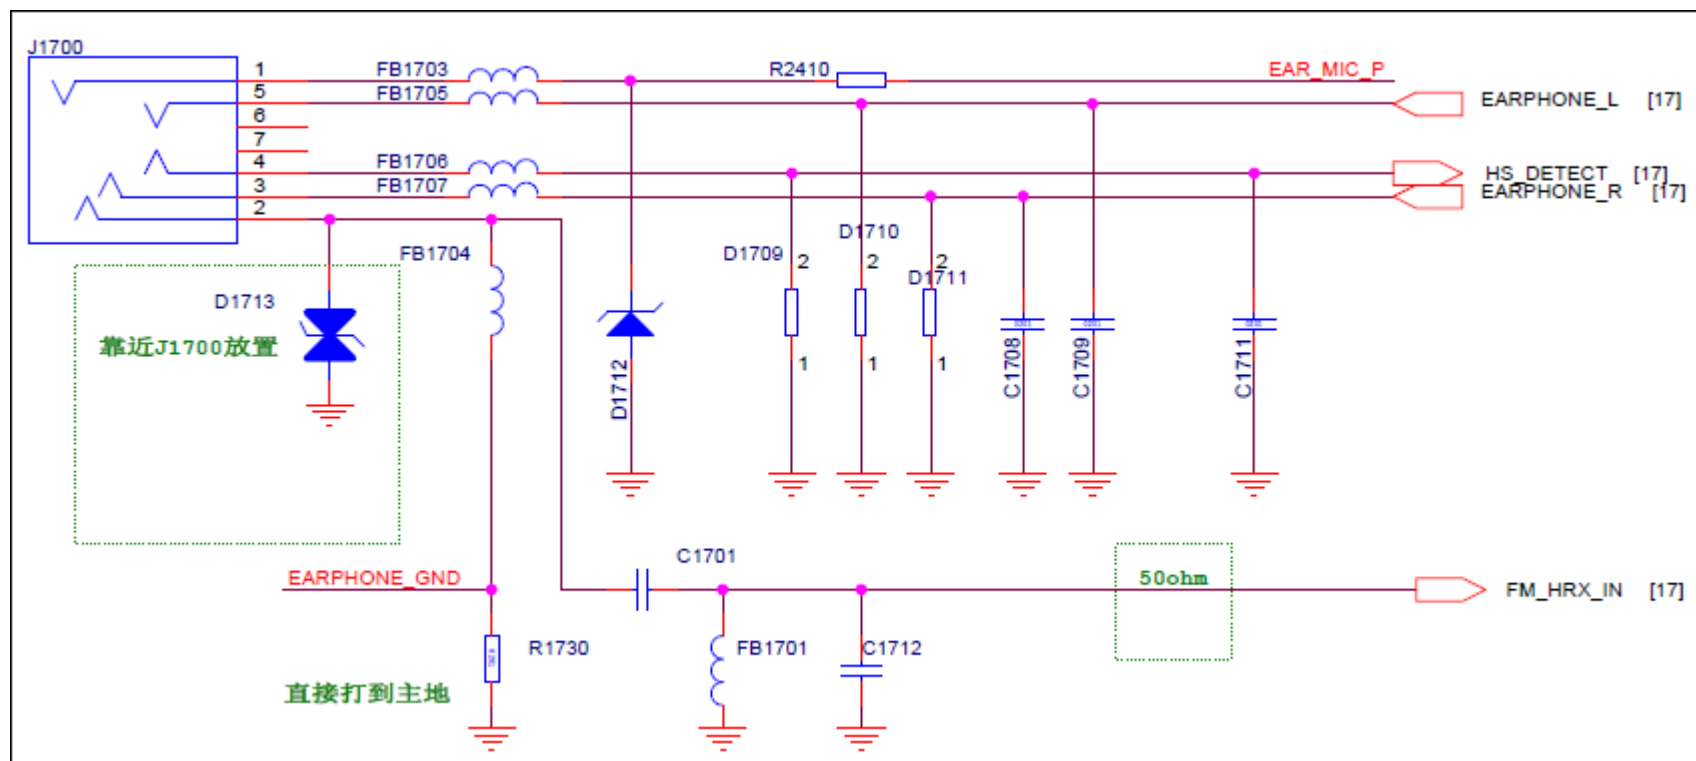 J1700
1
FB1703
R2410
EAR_MIC_P
5
FB1705
EARPHONE_L [17]
6
7
4
FB1706
HS_DETECT [17]
3
FB1707
EARPHONE_R [17]
2
FB1704
D1709
2
D1710
2
D1711
2
D1713
靠近J1700放置
D1712
1
1
1
C1708
C1709
C1711
EARPHONE_GND
C1701
50ohm
FM_HRX_IN [17]
R1730
FB1701
C1712
直接打到主地